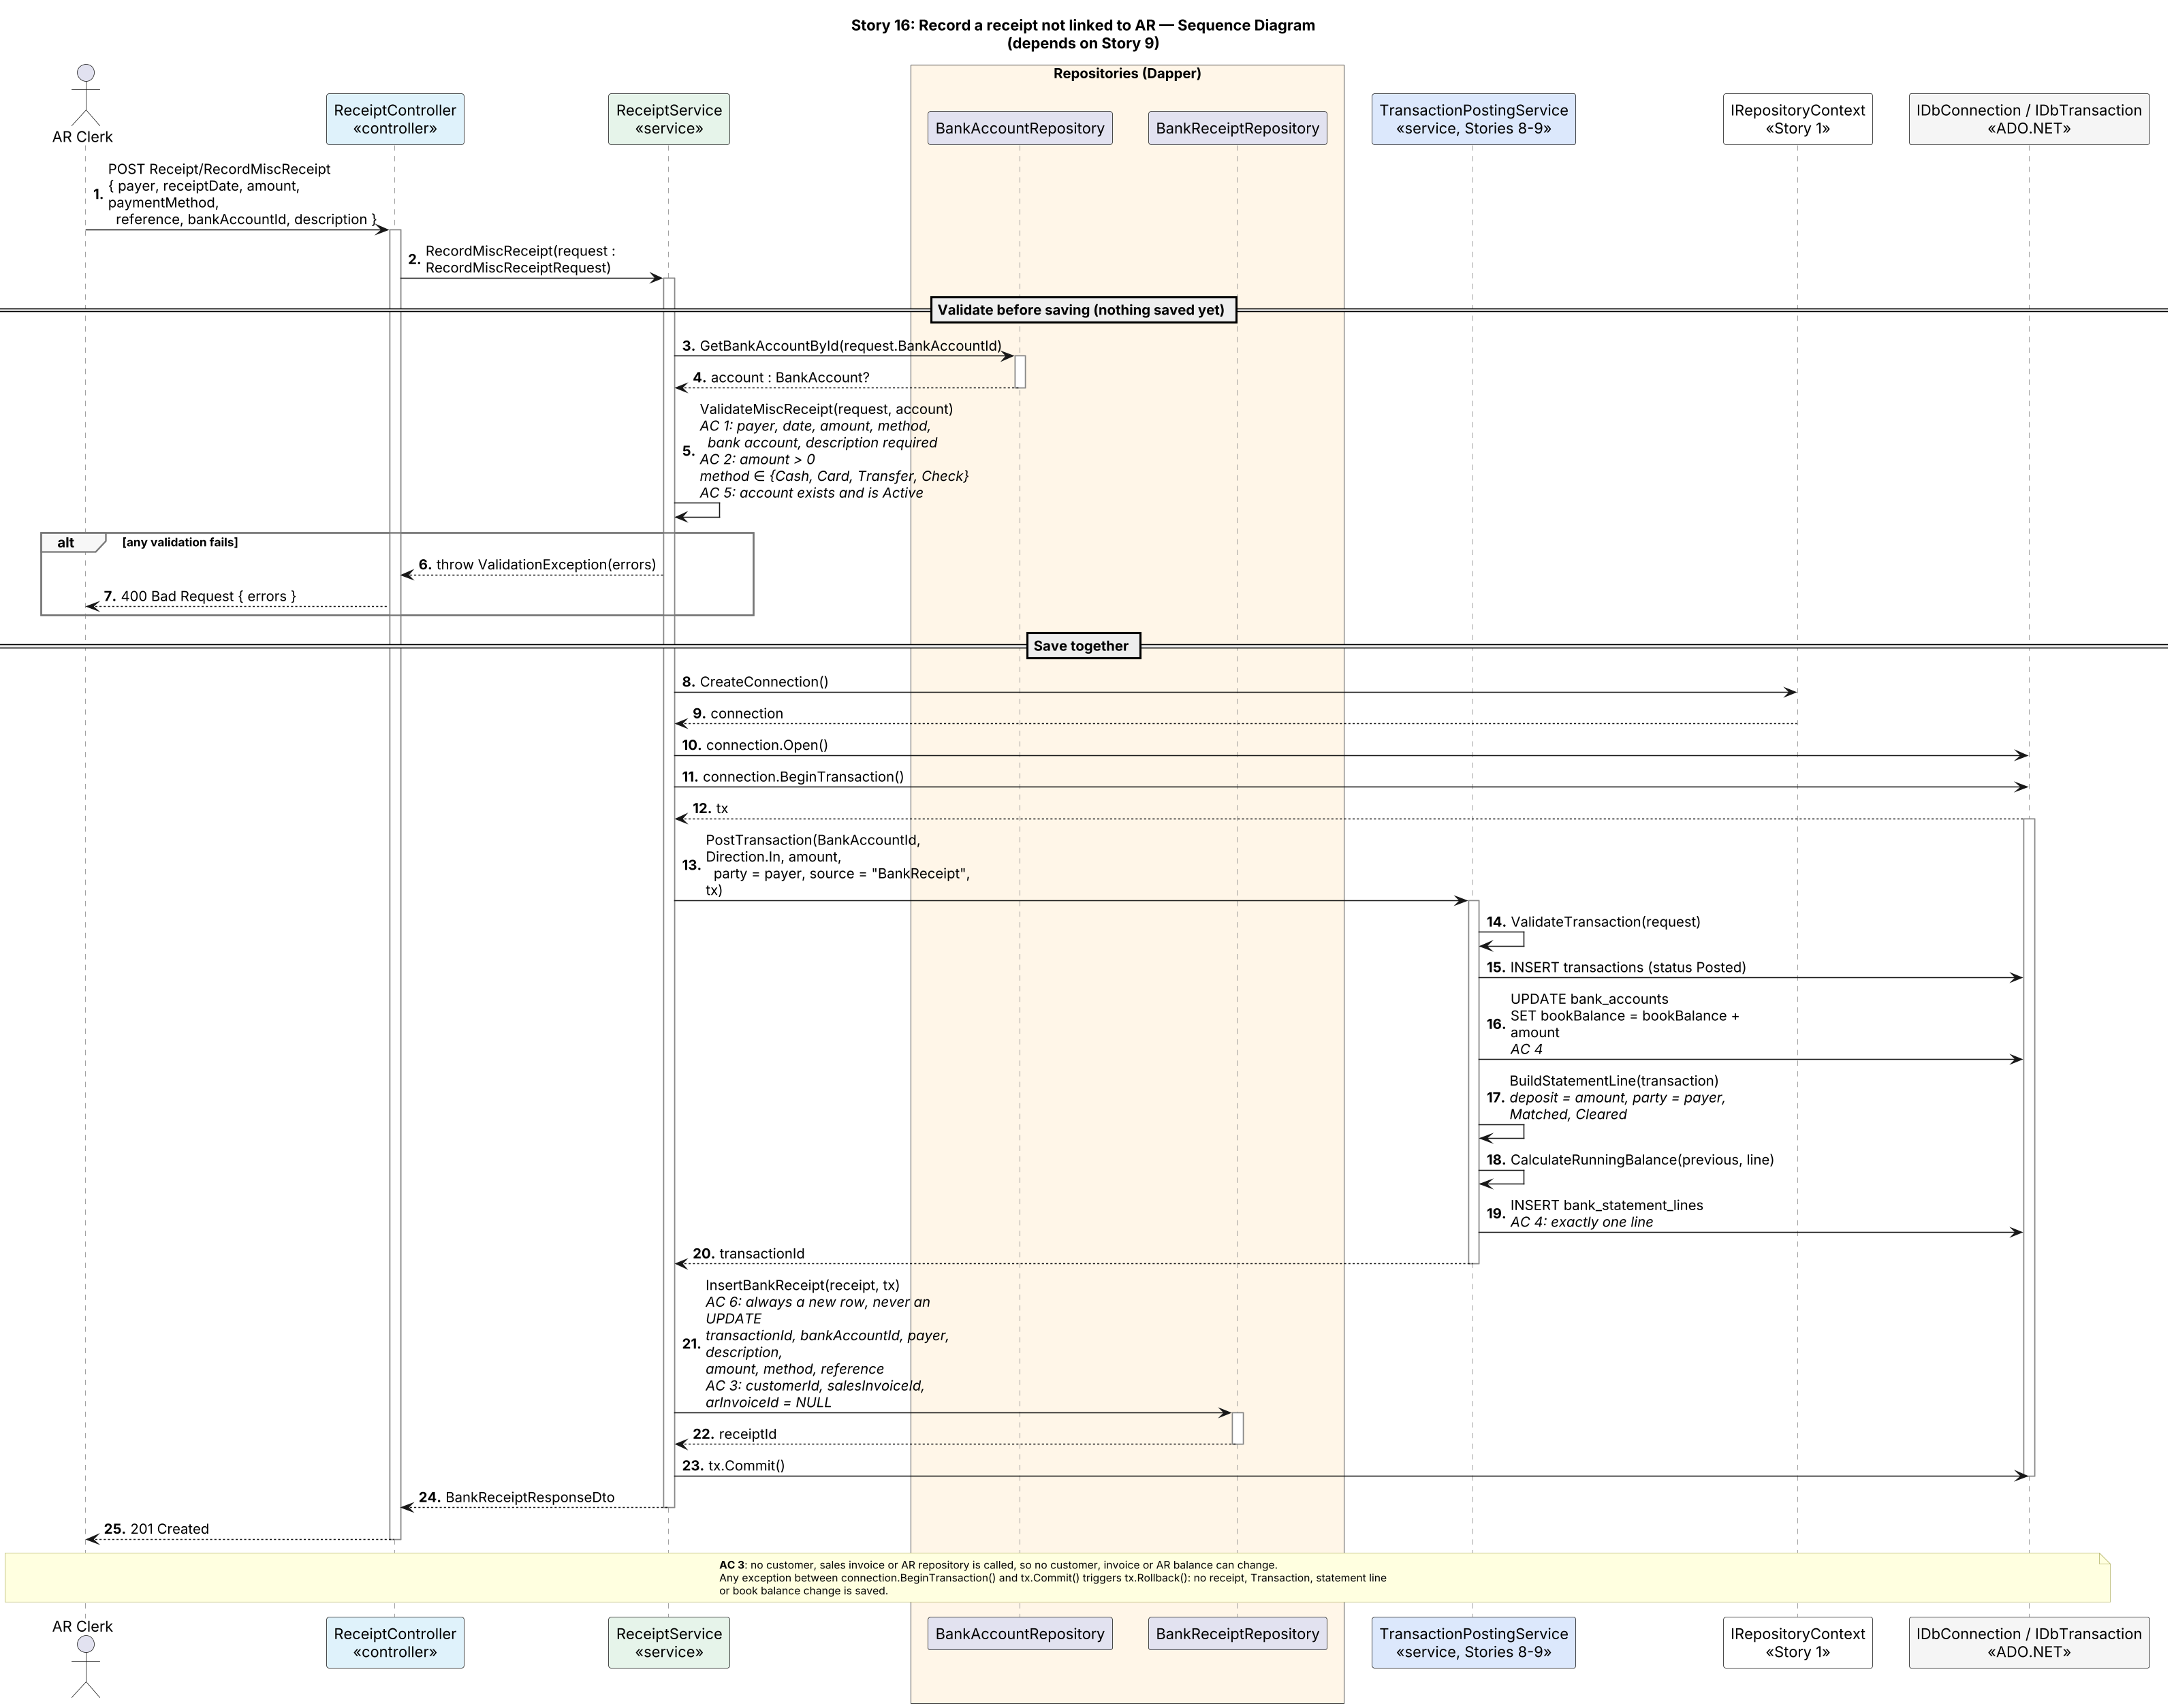 Story 16: Record a receipt not linked to AR — Sequence Diagram
(depends on Story 9)
Repositories (Dapper)
AR Clerk
ReceiptController
«controller»
ReceiptService
«service»
BankAccountRepository
BankReceiptRepository
TransactionPostingService
«service, Stories 8-9»
IRepositoryContext
«Story 1»
IDbConnection / IDbTransaction
«ADO.NET»
1. POST Receipt/RecordMiscReceipt
{ payer, receiptDate, amount,
paymentMethod,
reference, bankAccountId, description }
2. RecordMiscReceipt(request :
RecordMiscReceiptRequest)
Validate before saving (nothing saved yet)
3. GetBankAccountById(request.BankAccountId)
4. account : BankAccount?
5. ValidateMiscReceipt(request, account)
AC 1: payer, date, amount, method,
bank account, description required
AC 2: amount > 0
method ∈ {Cash, Card, Transfer, Check}
AC 5: account exists and is Active
alt [any validation fails]
6. throw ValidationException(errors)
7. 400 Bad Request { errors }
Save together
8. CreateConnection()
9. connection
10. connection.Open()
11. connection.BeginTransaction()
12. tx
13. PostTransaction(BankAccountId,
Direction.In, amount,
party = payer, source = "BankReceipt",
tx)
14. ValidateTransaction(request)
15. INSERT transactions (status Posted)
16. UPDATE bank_accounts
SET bookBalance = bookBalance +
amount
AC 4
17. BuildStatementLine(transaction)
deposit = amount, party = payer,
Matched, Cleared
18. CalculateRunningBalance(previous, line)
19. INSERT bank_statement_lines
AC 4: exactly one line
20. transactionId
21. InsertBankReceipt(receipt, tx)
AC 6: always a new row, never an
UPDATE
transactionId, bankAccountId, payer,
description,
amount, method, reference
AC 3: customerId, salesInvoiceId,
arInvoiceId = NULL
22. receiptId
23. tx.Commit()
24. BankReceiptResponseDto
25. 201 Created
AC 3: no customer, sales invoice or AR repository is called, so no customer, invoice or AR balance can change.
Any exception between connection.BeginTransaction() and tx.Commit() triggers tx.Rollback(): no receipt, Transaction, statement line
or book balance change is saved.
AR Clerk
ReceiptController
«controller»
ReceiptService
«service»
BankAccountRepository
BankReceiptRepository
TransactionPostingService
«service, Stories 8-9»
IRepositoryContext
«Story 1»
IDbConnection / IDbTransaction
«ADO.NET»